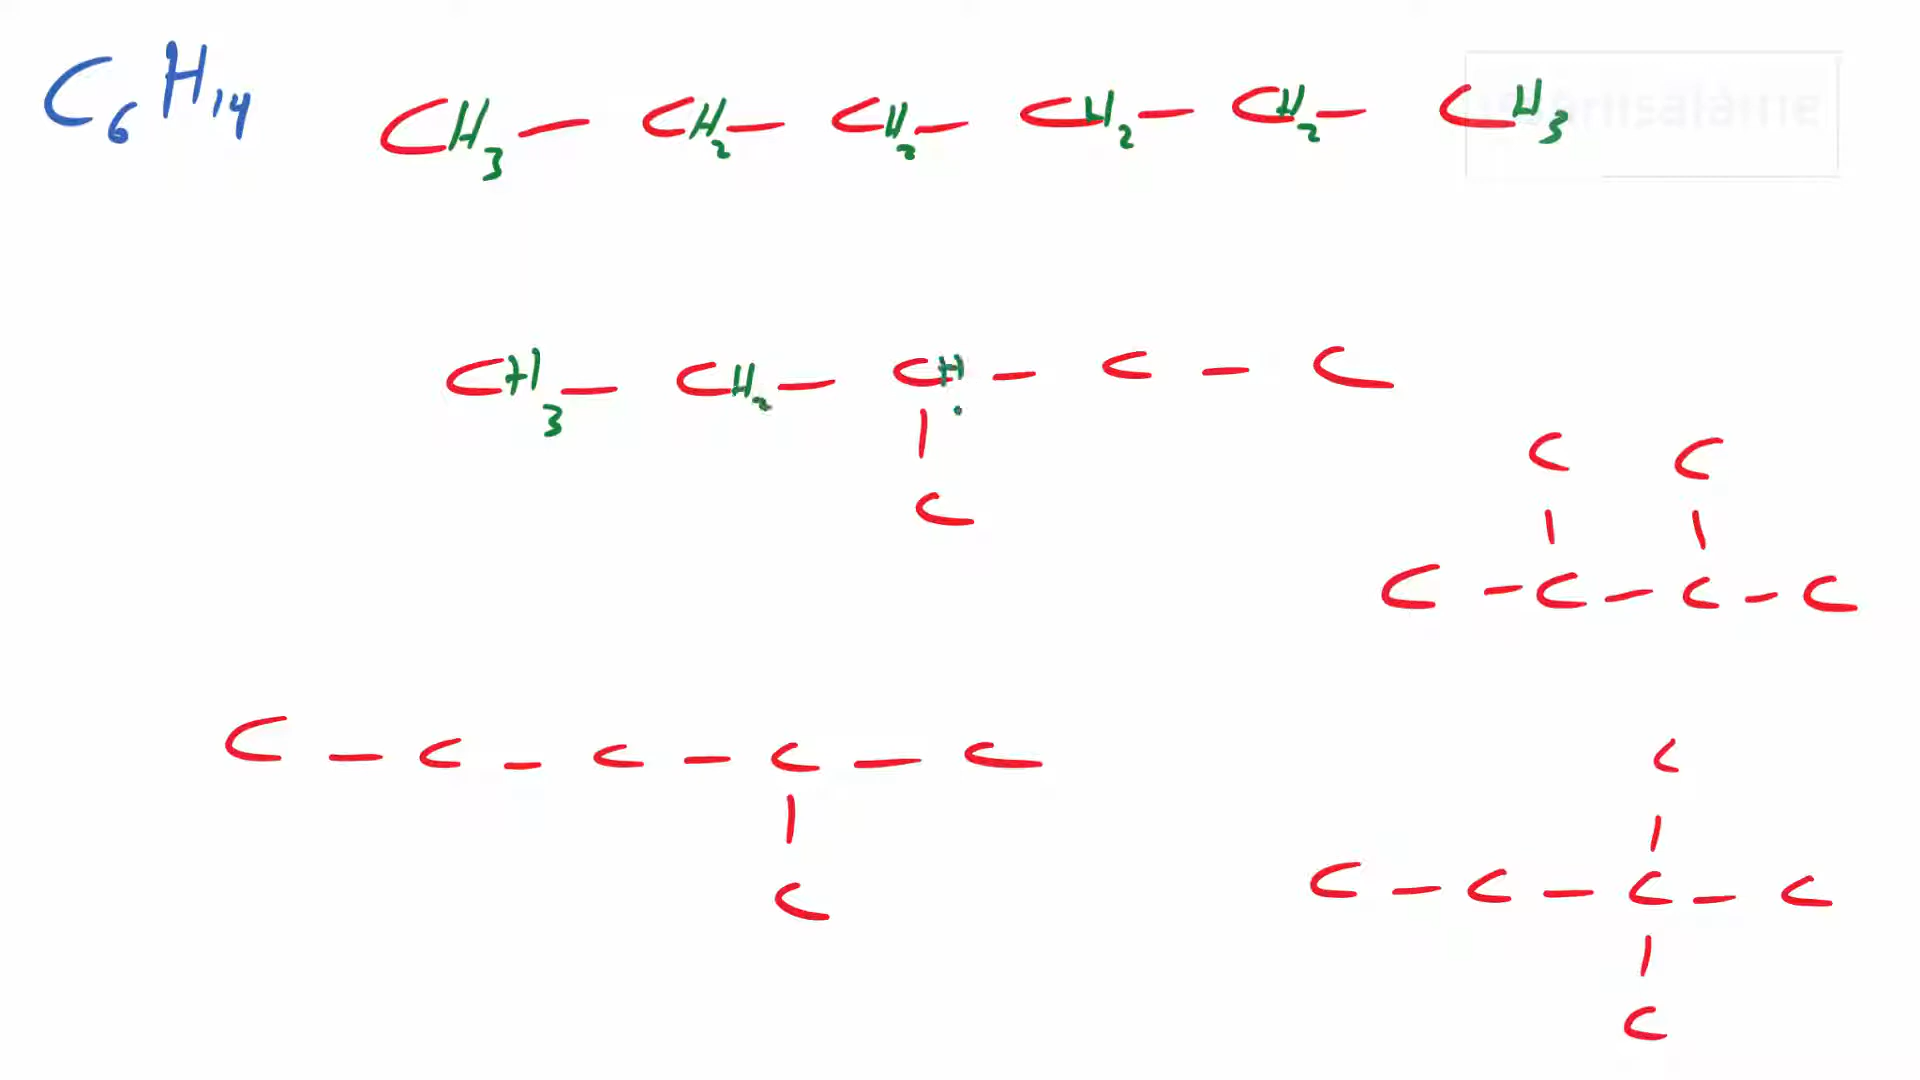 C6H14
CH3 - CH2 - CH2 - CH2 - CH2 - CH3
CH3 - CH2 - CH - C - C
|
C
C C
| |
C - C - C - C
C - C - C - C - C
|
C
C
|
C - C - C - C
|
C